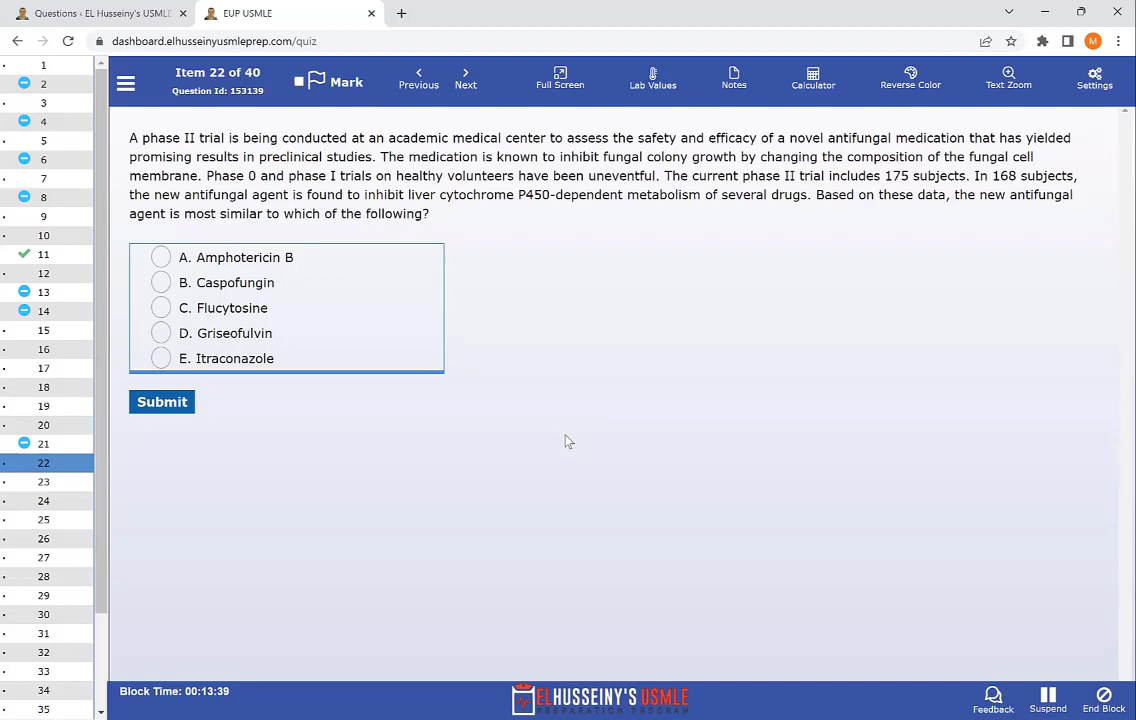 Questions ‹ EL Husseiny's USMLE
EUP USMLE
dashboard.elhusseinyusmleprep.com/quiz
M
1
2
3
4
5
6
7
8
9
10
11
12
13
14
15
16
17
18
19
20
21
22
23
24
25
26
27
28
29
30
31
32
33
34
35
Item 22 of 40
Question Id: 153139
Mark
Previous
Next
Full Screen
Lab Values
Notes
Calculator
Reverse Color
Text Zoom
Settings
A phase II trial is being conducted at an academic medical center to assess the safety and efficacy of a novel antifungal medication that has yielded
promising results in preclinical studies. The medication is known to inhibit fungal colony growth by changing the composition of the fungal cell
membrane. Phase 0 and phase I trials on healthy volunteers have been uneventful. The current phase II trial includes 175 subjects. In 168 subjects,
the new antifungal agent is found to inhibit liver cytochrome P450-dependent metabolism of several drugs. Based on these data, the new antifungal
agent is most similar to which of the following?
A. Amphotericin B
B. Caspofungin
C. Flucytosine
D. Griseofulvin
E. Itraconazole
Submit
Block Time: 00:13:39
ELHUSSEINY'S USMLE
PREPARATION PROGRAM
Feedback
Suspend
End Block